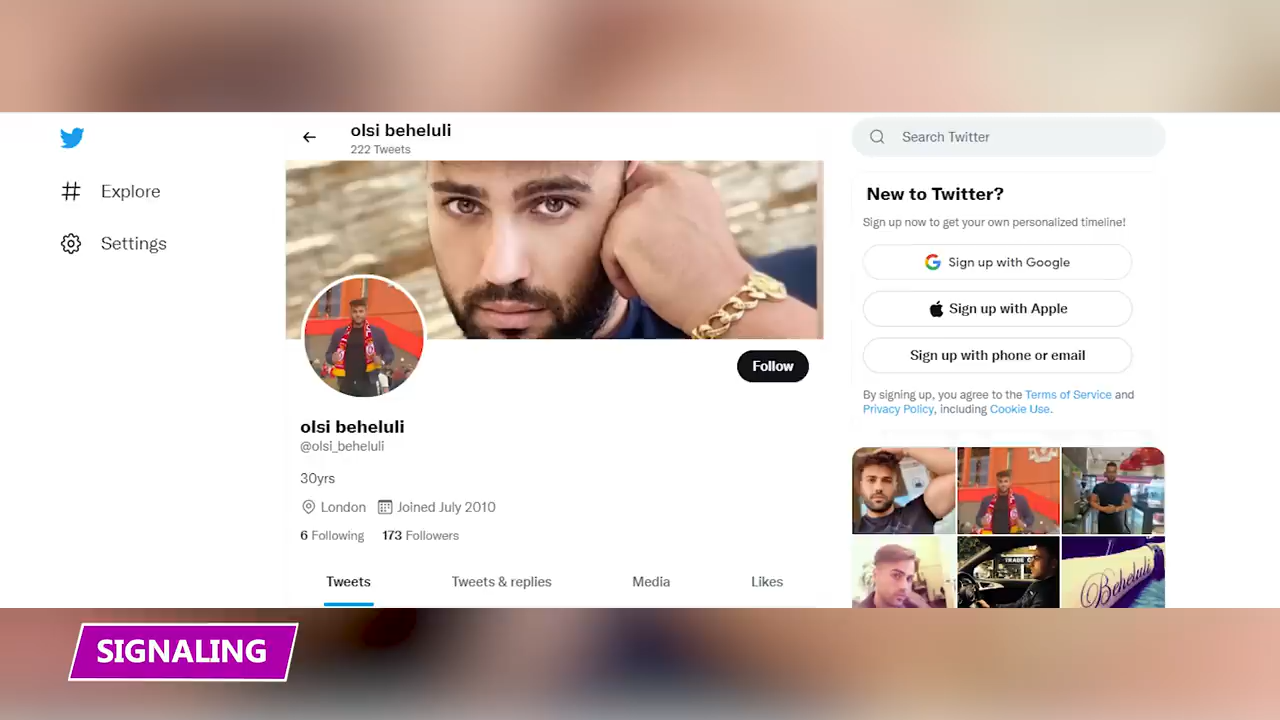 olsi beheluli
222 Tweets
Search Twitter
Explore
Settings
New to Twitter?
Sign up now to get your own personalized timeline!
Sign up with Google
Sign up with Apple
Sign up with phone or email
By signing up, you agree to the Terms of Service and
Privacy Policy, including Cookie Use.
Follow
olsi beheluli
@olsi_beheluli
30yrs
London Joined July 2010
6 Following 173 Followers
Tweets Tweets & replies Media Likes
Beheluli
SIGNALING